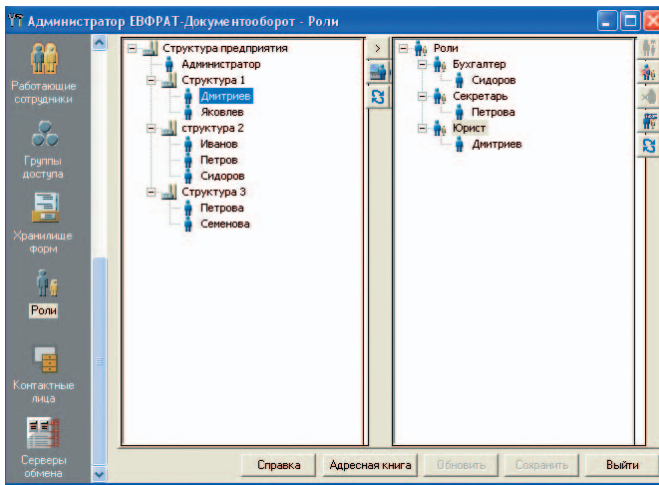 Администратор ЕВФРАТ-Документооборот - Роли
Работающие
сотрудники
Группы
доступа
Хранилище
форм
Роли
Контактные
лица
Серверы
обмена
Структура предприятия
Администратор
Структура 1
Дмитриев
Яковлев
структура 2
Иванов
Петров
Сидоров
Структура 3
Петрова
Семенова
>
Роли
Бухгалтер
Сидоров
Секретарь
Петрова
Юрист
Дмитриев
Справка
Адресная книга
Обновить
Сохранить
Выйти